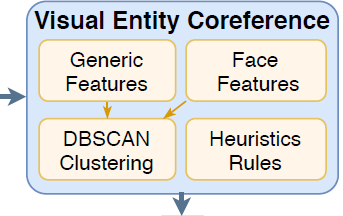 Visual Entity Coreference
Generic
Features
Face
Features
DBSCAN
Clustering
Heuristics
Rules